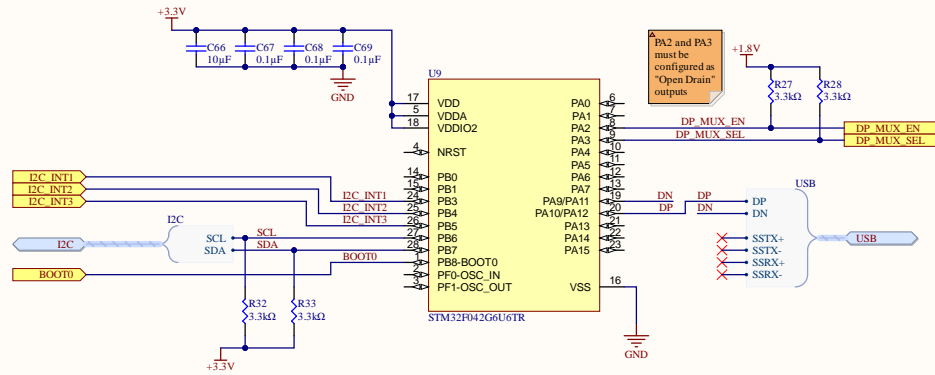 +3.3V
C66
10µF
C67
0.1µF
C68
0.1µF
C69
0.1µF
GND
PA2 and PA3
must be
configured as
"Open Drain"
outputs
+1.8V
R27
3.3kΩ
R28
3.3kΩ
U9
17 VDD
5 VDDA
18 VDDIO2
4 NRST
14 PB0
15 PB1
24 PB3
25 PB4
26 PB5
27 PB6
28 PB7
1 PB8-BOOT0
2 PF0-OSC_IN
3 PF1-OSC_OUT
PA0 6
PA1 7
PA2 8
PA3 9
PA4 10
PA5 11
PA6 12
PA7 13
PA9/PA11 19
PA10/PA12 20
PA13 21
PA14 22
PA15 23
VSS 16
STM32F042G6U6TR
DP_MUX_EN
DP_MUX_SEL
DP_MUX_EN
DP_MUX_SEL
I2C_INT1
I2C_INT2
I2C_INT3
I2C_INT1
I2C_INT2
I2C_INT3
I2C
I2C
SCL
SDA
SCL
SDA
BOOT0
BOOT0
R32
3.3kΩ
R33
3.3kΩ
+3.3V
DN
DP
DP
DN
USB
DP
DN
SSTX+
SSTX-
SSRX+
SSRX-
USB
GND